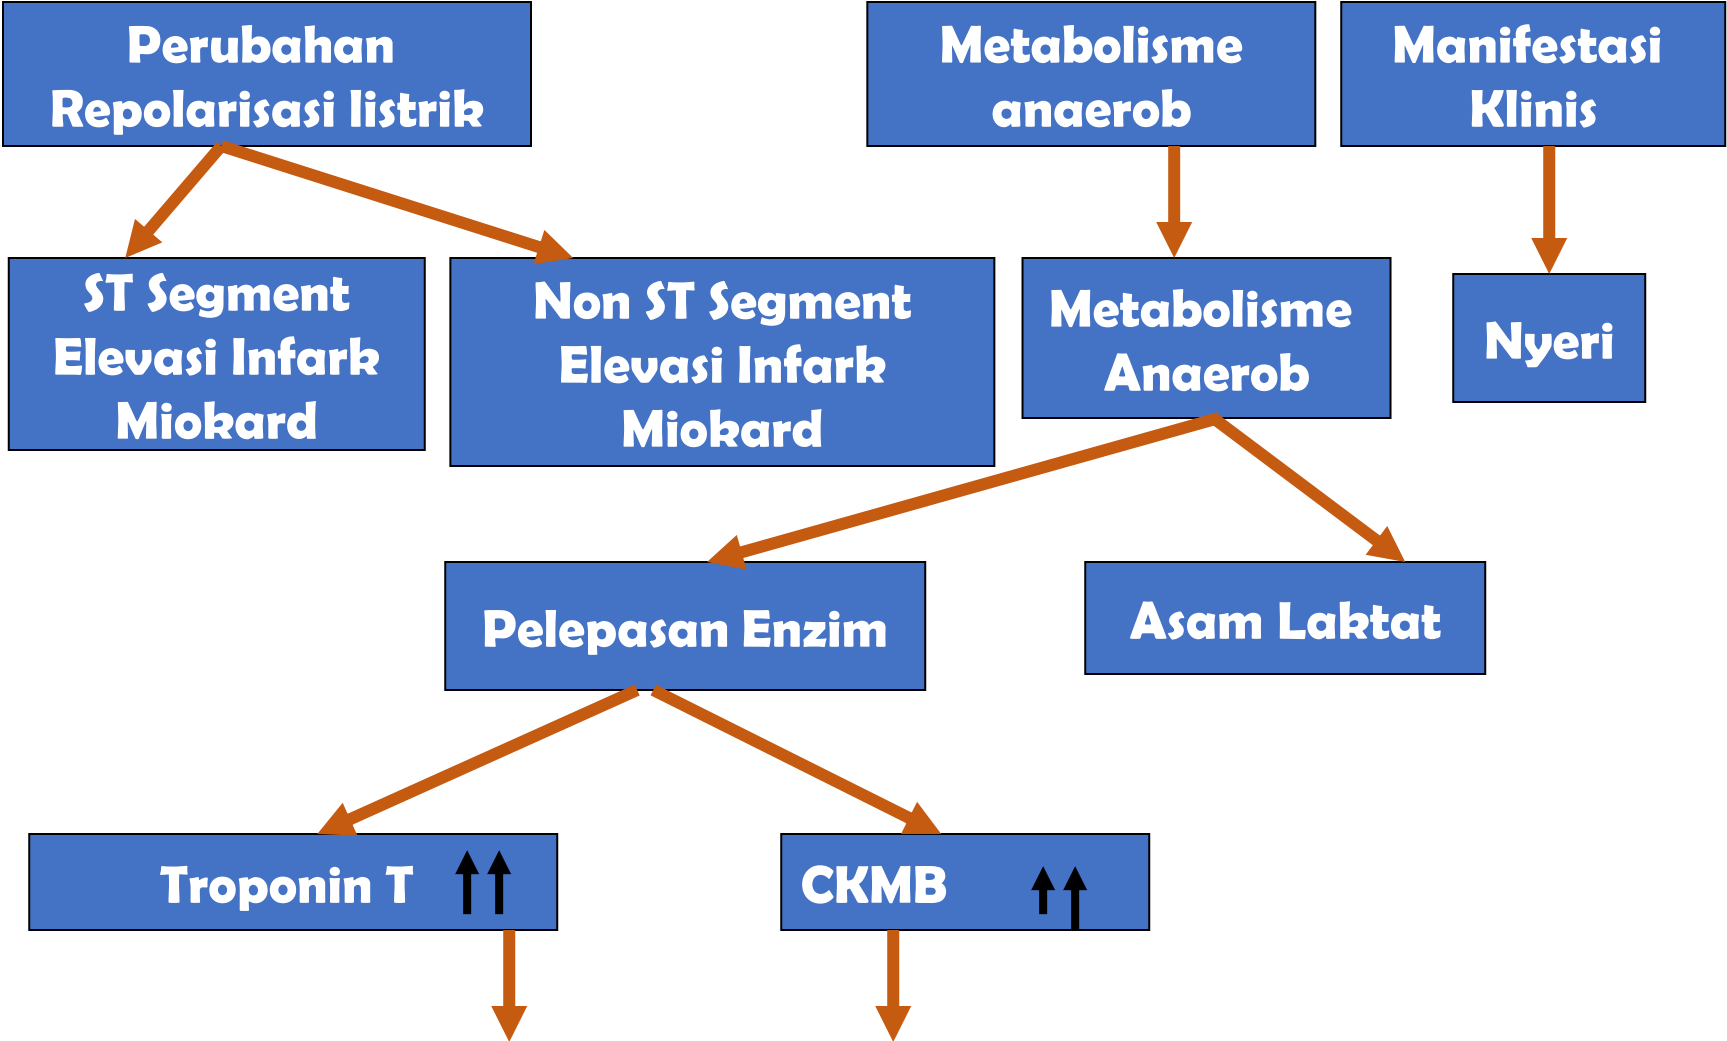 Perubahan
Repolarisasi listrik
Metabolisme
anaerob
Manifestasi
Klinis
ST Segment
Elevasi Infark
Miokard
Non ST Segment
Elevasi Infark
Miokard
Metabolisme
Anaerob
Nyeri
Pelepasan Enzim
Asam Laktat
Troponin T
CKMB